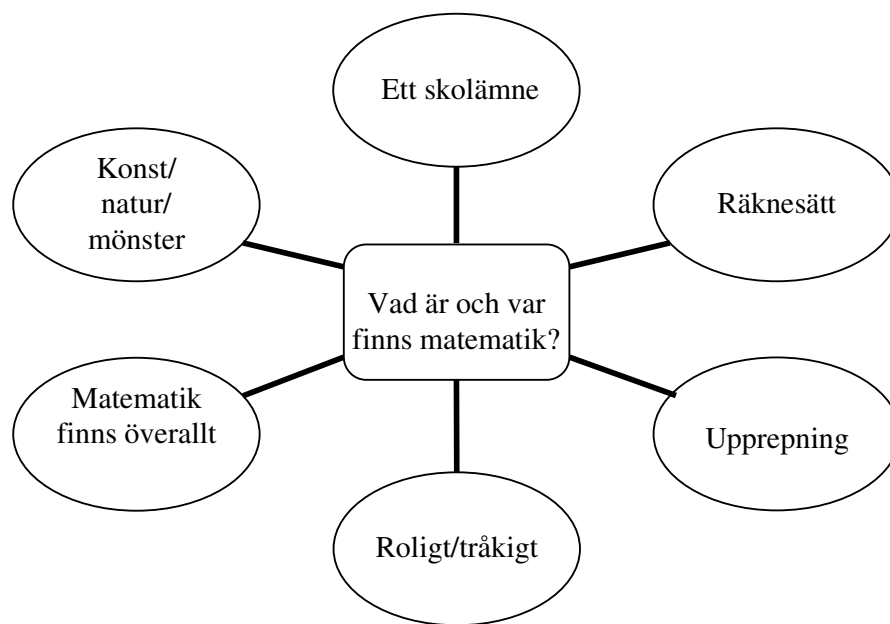 Ett skolämne
Konst/
natur/
mönster
Räknesätt
Vad är och var
finns matematik?
Matematik
finns överallt
Upprepning
Roligt/tråkigt